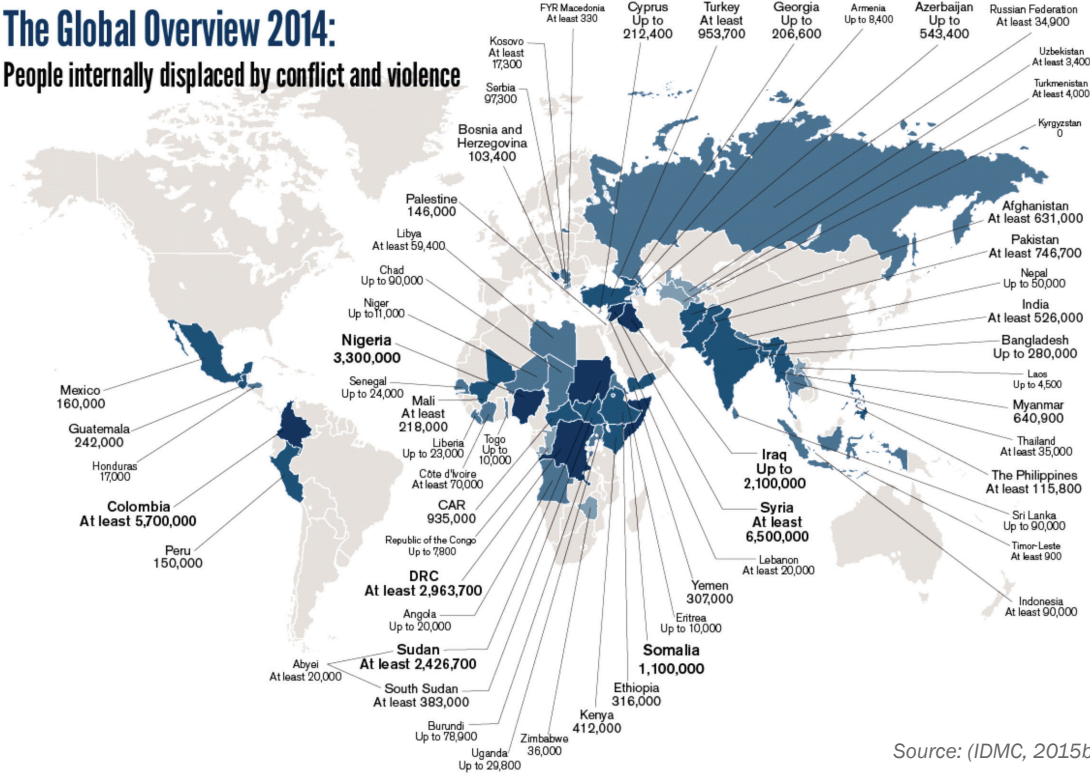 The Global Overview 2014:
People internally displaced by conflict and violence
FYR Macedonia
At least 330
Cyprus
Up to
212,400
Turkey
At least
953,700
Georgia
Up to
206,600
Armenia
Up to 8,400
Azerbaijan
Up to
543,400
Russian Federation
At least 34,900
Kosovo
At least
17,300
Uzbekistan
At least 3,400
Serbia
97,300
Turkmenistan
At least 4,000
Bosnia and
Herzegovina
103,400
Kyrgyzstan
0
Palestine
146,000
Afghanistan
At least 631,000
Libya
At least 59,400
Pakistan
At least 746,700
Chad
Up to 90,000
Nepal
Up to 50,000
Niger
Up to11,000
India
At least 526,000
Nigeria
3,300,000
Bangladesh
Up to 280,000
Senegal
Up to 24,000
Laos
Up to 4,500
Mexico
160,000
Mali
At least
218,000
Myanmar
640,900
Guatemala
242,000
Liberia
Up to 23,000
Togo
Up to
10,000
Thailand
At least 35,000
Honduras
17,000
Côte d'Ivoire
At least 70,000
Iraq
Up to
2,100,000
The Philippines
At least 115,800
Colombia
At least 5,700,000
CAR
935,000
Syria
At least
6,500,000
Sri Lanka
Up to 90,000
Peru
150,000
Republic of the Congo
Up to 7,800
Timor-Leste
At least 900
DRC
At least 2,963,700
Lebanon
At least 20,000
Yemen
307,000
Indonesia
At least 90,000
Angola
Up to 20,000
Eritrea
Up to 10,000
Sudan
At least 2,426,700
Somalia
1,100,000
Abyei
At least 20,000
South Sudan
At least 383,000
Ethiopia
316,000
Kenya
412,000
Burundi
Up to 78,900
Zimbabwe
36,000
Uganda
Up to 29,800
Source: (IDMC, 2015b